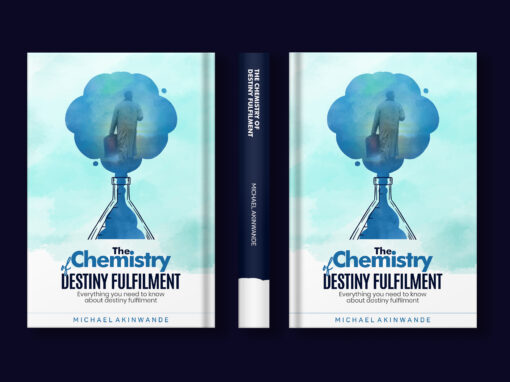 The
Chemistry
of
DESTINY FULFILMENT
Everything you need to know
about destiny fulfilment
MICHAEL AKINWANDE
THE CHEMISTRY OF
DESTINY FULFILMENT
MICHAEL AKINWANDE
The
Chemistry
of
DESTINY FULFILMENT
Everything you need to know
about destiny fulfilment
MICHAEL AKINWANDE